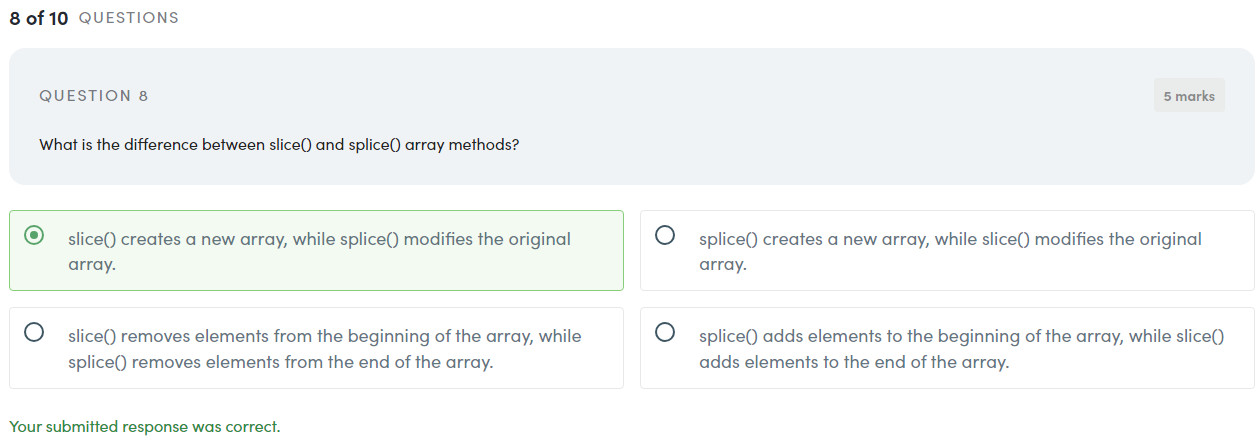 8 of 10 QUESTIONS
QUESTION 8
5 marks
What is the difference between slice() and splice() array methods?
slice() creates a new array, while splice() modifies the original
array.
splice() creates a new array, while slice() modifies the original
array.
slice() removes elements from the beginning of the array, while
splice() removes elements from the end of the array.
splice() adds elements to the beginning of the array, while slice()
adds elements to the end of the array.
Your submitted response was correct.